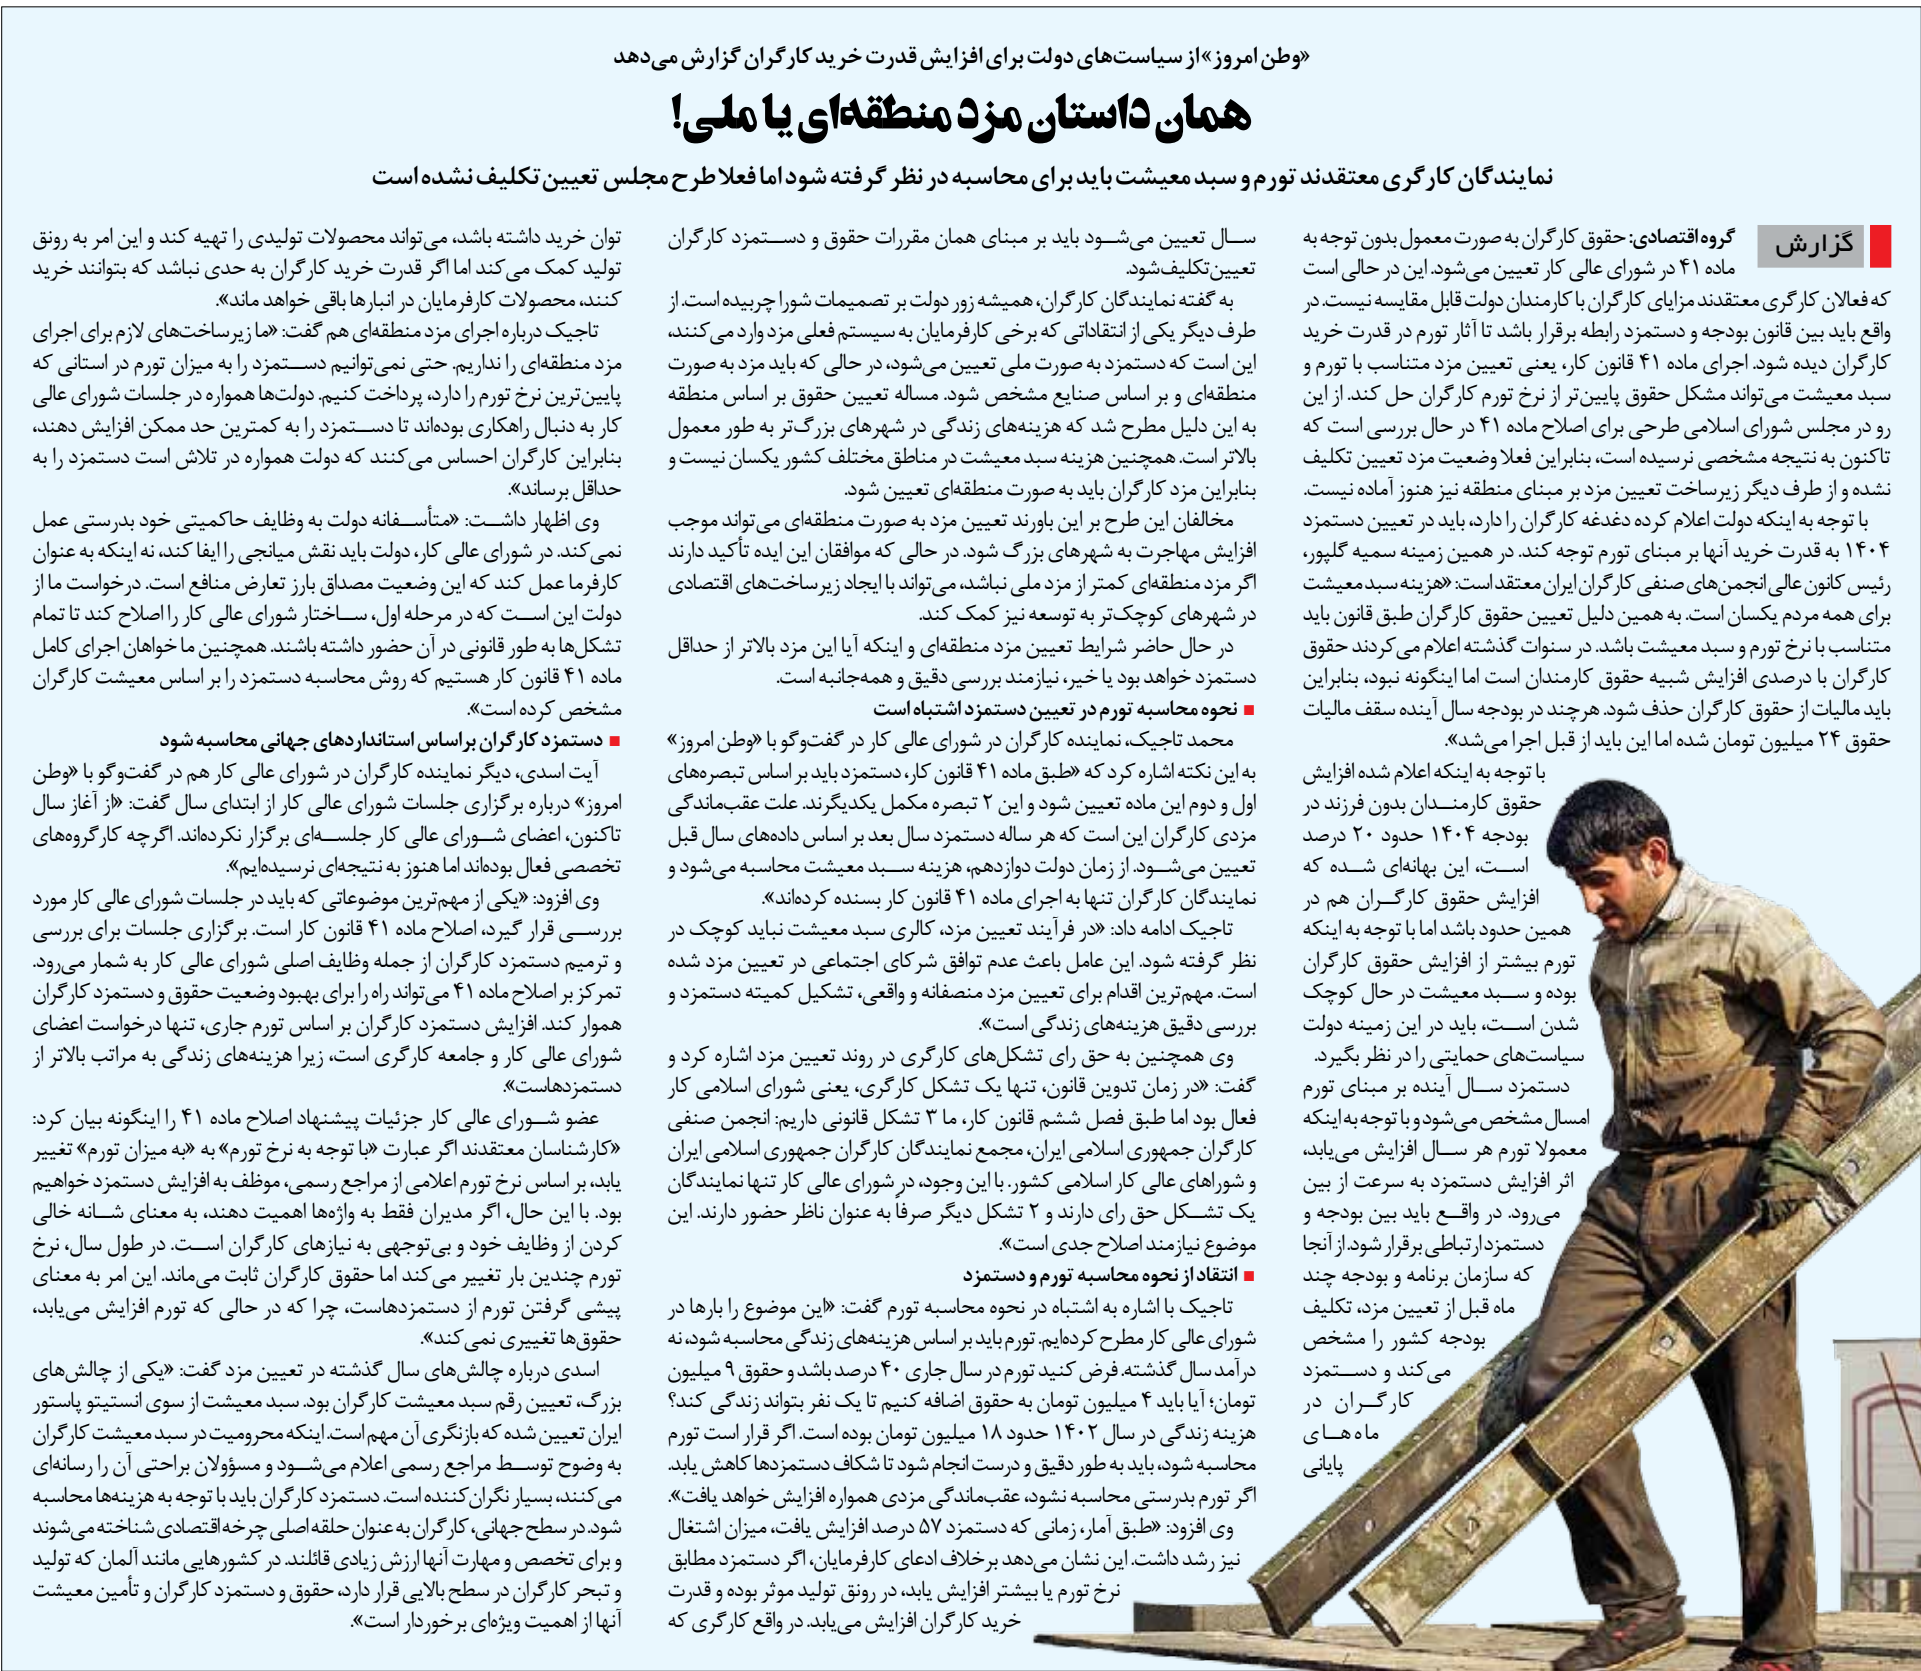 «وطن امروز» از سیاست‌های دولت برای افزایش قدرت خرید کارگران گزارش می‌دهد
همان داستان مزد منطقه‌ای یا ملی!
نمایندگان کارگری معتقدند تورم و سبد معیشت باید برای محاسبه در نظر گرفته شود اما فعلا طرح مجلس تعیین تکلیف نشده است
گزارش
گروه اقتصادی: حقوق کارگران به صورت معمول بدون توجه به
ماده ۴۱ در شورای عالی کار تعیین می‌شود. این در حالی است
که فعالان کارگری معتقدند مزایای کارگران با کارمندان دولت قابل مقایسه نیست. در
واقع باید بین قانون بودجه و دستمزد رابطه برقرار باشد تا آثار تورم در قدرت خرید
کارگران دیده شود. اجرای ماده ۴۱ قانون کار، یعنی تعیین مزد متناسب با تورم و
سبد معیشت می‌تواند مشکل حقوق پایین‌تر از نرخ تورم کارگران حل کند. از این
رو در مجلس شورای اسلامی طرحی برای اصلاح ماده ۴۱ در حال بررسی است که
تاکنون به نتیجه مشخصی نرسیده است، بنابراین فعلا وضعیت مزد تعیین تکلیف
نشده و از طرف دیگر زیرساخت تعیین مزد بر مبنای منطقه نیز هنوز آماده نیست.
با توجه به اینکه دولت اعلام کرده دغدغه کارگران را دارد، باید در تعیین دستمزد
۱۴۰۴ به قدرت خرید آنها بر مبنای تورم توجه کند. در همین زمینه سمیه گلپور،
رئیس کانون عالی انجمن‌های صنفی کارگران ایران معتقد است: «هزینه سبد معیشت
برای همه مردم یکسان است. به همین دلیل تعیین حقوق کارگران طبق قانون باید
متناسب با نرخ تورم و سبد معیشت باشد. در سنوات گذشته اعلام می‌کردند حقوق
کارگران با درصدی افزایش شبیه حقوق کارمندان است اما اینگونه نبود، بنابراین
باید مالیات از حقوق کارگران حذف شود. هرچند در بودجه سال آینده سقف مالیات
حقوق ۲۴ میلیون تومان شده اما این باید از قبل اجرا می‌شد».
با توجه به اینکه اعلام شده افزایش
حقوق کارمندان بدون فرزند در
بودجه ۱۴۰۴ حدود ۲۰ درصد
است، این بهانه‌ای شده که
افزایش حقوق کارگران هم در
همین حدود باشد اما با توجه به اینکه
تورم بیشتر از افزایش حقوق کارگران
بوده و سبد معیشت در حال کوچک
شدن است، باید در این زمینه دولت
سیاست‌های حمایتی را در نظر بگیرد.
دستمزد سال آینده بر مبنای تورم
امسال مشخص می‌شود و با توجه به اینکه
معمولا تورم هر سال افزایش می‌یابد،
اثر افزایش دستمزد به سرعت از بین
می‌رود. در واقع باید بین بودجه و
دستمزد ارتباطی برقرار شود. از آنجا
که سازمان برنامه و بودجه چند
ماه قبل از تعیین مزد، تکلیف
بودجه کشور را مشخص
می‌کند و دستمزد
کارگران در
ماه‌های
پایانی
سال تعیین می‌شود باید بر مبنای همان مقررات حقوق و دستمزد کارگران
تعیین‌تکلیف شود.
به گفته نمایندگان کارگران، همیشه زور دولت بر تصمیمات شورا چربیده است. از
طرف دیگر یکی از انتقاداتی که برخی کارفرمایان به سیستم فعلی مزد وارد می‌کنند،
این است که دستمزد به صورت ملی تعیین می‌شود، در حالی که باید مزد به صورت
منطقه‌ای و بر اساس صنایع مشخص شود. مساله تعیین حقوق بر اساس منطقه
به این دلیل مطرح شد که هزینه‌های زندگی در شهرهای بزرگ‌تر به طور معمول
بالاتر است. همچنین هزینه سبد معیشت در مناطق مختلف کشور یکسان نیست و
بنابراین مزد کارگران باید به صورت منطقه‌ای تعیین شود.
مخالفان این طرح بر این باورند تعیین مزد به صورت منطقه‌ای می‌تواند موجب
افزایش مهاجرت به شهرهای بزرگ شود. در حالی که موافقان این ایده تأکید دارند
اگر مزد منطقه‌ای کمتر از مزد ملی نباشد، می‌تواند با ایجاد زیرساخت‌های اقتصادی
در شهرهای کوچک‌تر به توسعه نیز کمک کند.
در حال حاضر شرایط تعیین مزد منطقه‌ای و اینکه آیا این مزد بالاتر از حداقل
دستمزد خواهد بود یا خیر، نیازمند بررسی دقیق و همه‌جانبه است.
■ نحوه محاسبه تورم در تعیین دستمزد اشتباه است
محمد تاجیک، نماینده کارگران در شورای عالی کار در گفت‌وگو با «وطن امروز»
به این نکته اشاره کرد که «طبق ماده ۴۱ قانون کار، دستمزد باید بر اساس تبصره‌های
اول و دوم این ماده تعیین شود و این ۲ تبصره مکمل یکدیگرند. علت عقب‌ماندگی
مزدی کارگران این است که هر ساله دستمزد سال بعد بر اساس داده‌های سال قبل
تعیین می‌شود. از زمان دولت دوازدهم، هزینه سبد معیشت محاسبه می‌شود و
نمایندگان کارگران تنها به اجرای ماده ۴۱ قانون کار بسنده کرده‌اند».
تاجیک ادامه داد: «در فرآیند تعیین مزد، کالری سبد معیشت نباید کوچک در
نظر گرفته شود. این عامل باعث عدم توافق شرکای اجتماعی در تعیین مزد شده
است. مهم‌ترین اقدام برای تعیین مزد منصفانه و واقعی، تشکیل کمیته دستمزد و
بررسی دقیق هزینه‌های زندگی است».
وی همچنین به حق رای تشکل‌های کارگری در روند تعیین مزد اشاره کرد و
گفت: «در زمان تدوین قانون، تنها یک تشکل کارگری، یعنی شورای اسلامی کار
فعال بود اما طبق فصل ششم قانون کار، ما ۳ تشکل قانونی داریم: انجمن صنفی
کارگران جمهوری اسلامی ایران، مجمع نمایندگان کارگران جمهوری اسلامی ایران
و شوراهای عالی کار اسلامی کشور. با این وجود، در شورای عالی کار تنها نمایندگان
یک تشکل حق رای دارند و ۲ تشکل دیگر صرفاً به عنوان ناظر حضور دارند. این
موضوع نیازمند اصلاح جدی است».
■ انتقاد از نحوه محاسبه تورم و دستمزد
تاجیک با اشاره به اشتباه در نحوه محاسبه تورم گفت: «این موضوع را بارها در
شورای عالی کار مطرح کرده‌ایم. تورم باید بر اساس هزینه‌های زندگی محاسبه شود، نه
درآمد سال گذشته. فرض کنید تورم در سال جاری ۴۰ درصد باشد و حقوق ۹ میلیون
تومان؛ آیا باید ۴ میلیون تومان به حقوق اضافه کنیم تا یک نفر بتواند زندگی کند؟
هزینه زندگی در سال ۱۴۰۲ حدود ۱۸ میلیون تومان بوده است. اگر قرار است تورم
محاسبه شود، باید به طور دقیق و درست انجام شود تا شکاف دستمزدها کاهش یابد.
اگر تورم بدرستی محاسبه نشود، عقب‌ماندگی مزدی همواره افزایش خواهد یافت».
وی افزود: «طبق آمار، زمانی که دستمزد ۵۷ درصد افزایش یافت، میزان اشتغال
نیز رشد داشت. این نشان می‌دهد برخلاف ادعای کارفرمایان، اگر دستمزد مطابق
نرخ تورم یا بیشتر افزایش یابد، در رونق تولید موثر بوده و قدرت
خرید کارگران افزایش می‌یابد. در واقع کارگری که
توان خرید داشته باشد، می‌تواند محصولات تولیدی را تهیه کند و این امر به رونق
تولید کمک می‌کند اما اگر قدرت خرید کارگران به حدی نباشد که بتوانند خرید
کنند، محصولات کارفرمایان در انبارها باقی خواهد ماند».
تاجیک درباره اجرای مزد منطقه‌ای هم گفت: «ما زیرساخت‌های لازم برای اجرای
مزد منطقه‌ای را نداریم. حتی نمی‌توانیم دستمزد را به میزان تورم در استانی که
پایین‌ترین نرخ تورم را دارد، پرداخت کنیم. دولت‌ها همواره در جلسات شورای عالی
کار به دنبال راهکاری بوده‌اند تا دستمزد را به کمترین حد ممکن افزایش دهند،
بنابراین کارگران احساس می‌کنند که دولت همواره در تلاش است دستمزد را به
حداقل برساند».
وی اظهار داشت: «متأسفانه دولت به وظایف حاکمیتی خود بدرستی عمل
نمی‌کند. در شورای عالی کار، دولت باید نقش میانجی را ایفا کند، نه اینکه به عنوان
کارفرما عمل کند که این وضعیت مصداق بارز تعارض منافع است. درخواست ما از
دولت این است که در مرحله اول، ساختار شورای عالی کار را اصلاح کند تا تمام
تشکل‌ها به طور قانونی در آن حضور داشته باشند. همچنین ما خواهان اجرای کامل
ماده ۴۱ قانون کار هستیم که روش محاسبه دستمزد را بر اساس معیشت کارگران
مشخص کرده است».
■ دستمزد کارگران براساس استانداردهای جهانی محاسبه شود
آیت اسدی، دیگر نماینده کارگران در شورای عالی کار هم در گفت‌وگو با «وطن
امروز» درباره برگزاری جلسات شورای عالی کار از ابتدای سال گفت: «از آغاز سال
تاکنون، اعضای شورای عالی کار جلسه‌ای برگزار نکرده‌اند. اگرچه کارگروه‌های
تخصصی فعال بوده‌اند اما هنوز به نتیجه‌ای نرسیده‌ایم».
وی افزود: «یکی از مهم‌ترین موضوعاتی که باید در جلسات شورای عالی کار مورد
بررسی قرار گیرد، اصلاح ماده ۴۱ قانون کار است. برگزاری جلسات برای بررسی
و ترمیم دستمزد کارگران از جمله وظایف اصلی شورای عالی کار به شمار می‌رود.
تمرکز بر اصلاح ماده ۴۱ می‌تواند راه را برای بهبود وضعیت حقوق و دستمزد کارگران
هموار کند. افزایش دستمزد کارگران بر اساس تورم جاری، تنها درخواست اعضای
شورای عالی کار و جامعه کارگری است، زیرا هزینه‌های زندگی به مراتب بالاتر از
دستمزدهاست».
عضو شورای عالی کار جزئیات پیشنهاد اصلاح ماده ۴۱ را اینگونه بیان کرد:
«کارشناسان معتقدند اگر عبارت «با توجه به نرخ تورم» به «به میزان تورم» تغییر
یابد، بر اساس نرخ تورم اعلامی از مراجع رسمی، موظف به افزایش دستمزد خواهیم
بود. با این حال، اگر مدیران فقط به واژه‌ها اهمیت دهند، به معنای شانه خالی
کردن از وظایف خود و بی‌توجهی به نیازهای کارگران است. در طول سال، نرخ
تورم چندین بار تغییر می‌کند اما حقوق کارگران ثابت می‌ماند. این امر به معنای
پیشی گرفتن تورم از دستمزدهاست، چرا که در حالی که تورم افزایش می‌یابد،
حقوق‌ها تغییری نمی‌کند».
اسدی درباره چالش‌های سال گذشته در تعیین مزد گفت: «یکی از چالش‌های
بزرگ، تعیین رقم سبد معیشت کارگران بود. سبد معیشت از سوی انستیتو پاستور
ایران تعیین شده که بازنگری آن مهم است. اینکه محرومیت در سبد معیشت کارگران
به وضوح توسط مراجع رسمی اعلام می‌شود و مسؤولان براحتی آن را رسانه‌ای
می‌کنند، بسیار نگران‌کننده است. دستمزد کارگران باید با توجه به هزینه‌ها محاسبه
شود. در سطح جهانی، کارگران به عنوان حلقه اصلی چرخه اقتصادی شناخته می‌شوند
و برای تخصص و مهارت آنها ارزش زیادی قائلند. در کشورهایی مانند آلمان که تولید
و تبحر کارگران در سطح بالایی قرار دارد، حقوق و دستمزد کارگران و تأمین معیشت
آنها از اهمیت ویژه‌ای برخوردار است».